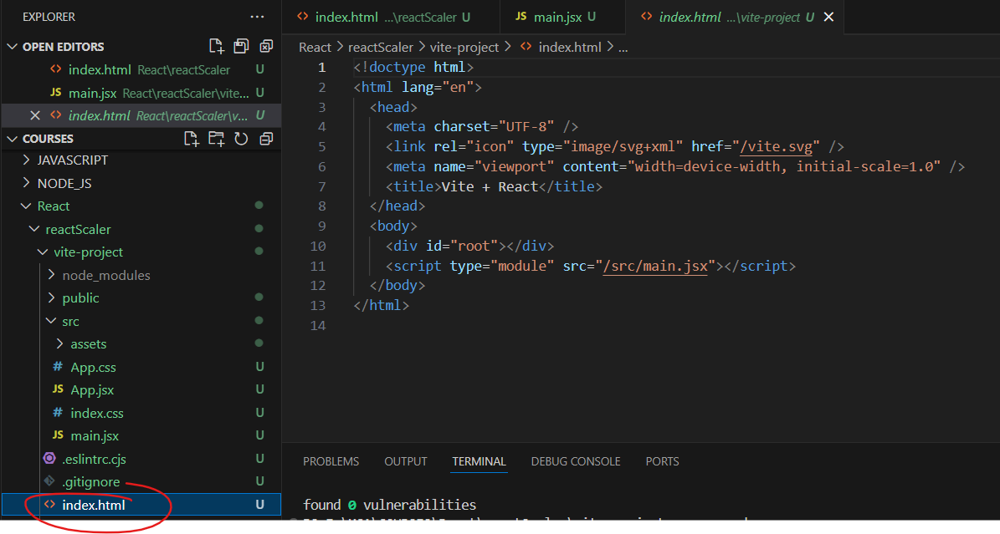 EXPLORER ...
OPEN EDITORS
index.html React\reactScaler U
JS main.jsx React\reactScaler\vite... U
index.html React\reactScaler\v... U
COURSES
JAVASCRIPT
NODE_JS
React
reactScaler
vite-project
node_modules
public
src
assets
# App.css U
JS App.jsx U
# index.css U
JS main.jsx U
.eslintrc.cjs U
.gitignore U
<> index.html U
<> index.html ...\reactScaler U
JS main.jsx U
<> index.html ...\vite-project U
React > reactScaler > vite-project > <> index.html > ...
1 <!doctype html>
2 <html lang="en">
3 <head>
4 <meta charset="UTF-8" />
5 <link rel="icon" type="image/svg+xml" href="/vite.svg" />
6 <meta name="viewport" content="width=device-width, initial-scale=1.0" />
7 <title>Vite + React</title>
8 </head>
9 <body>
10 <div id="root"></div>
11 <script type="module" src="/src/main.jsx"></script>
12 </body>
13 </html>
14
PROBLEMS OUTPUT TERMINAL DEBUG CONSOLE PORTS
found 0 vulnerabilities